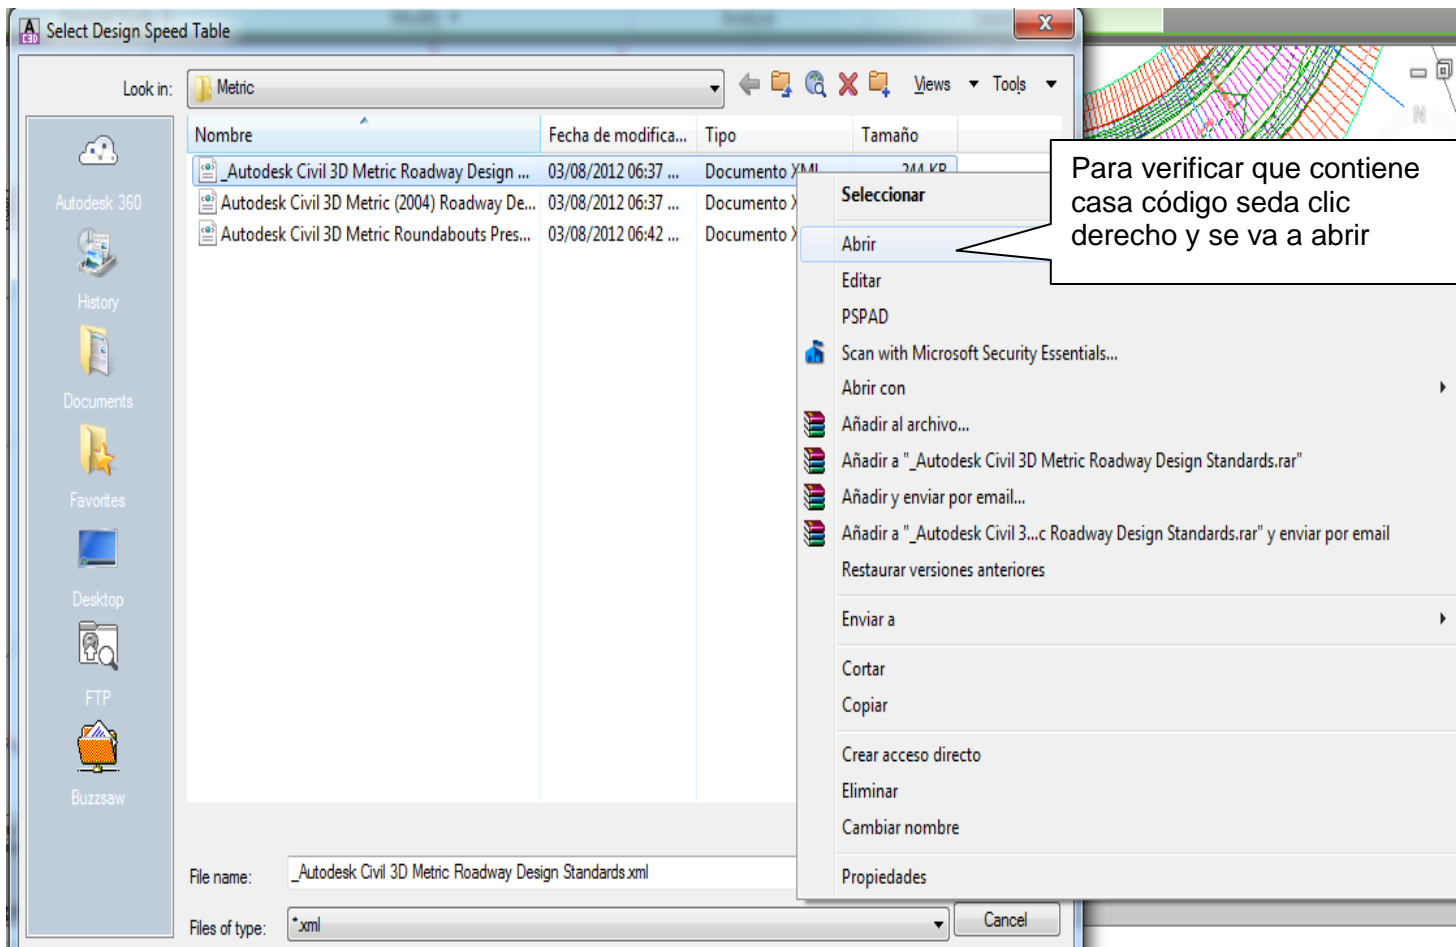 Select Design Speed Table
X
Look in:
Metric
Views
Tools
Nombre
Fecha de modifica...
Tipo
Tamaño
_Autodesk Civil 3D Metric Roadway Design ...
03/08/2012 06:37 ...
Documento XML
244 KB
Autodesk Civil 3D Metric (2004) Roadway De...
03/08/2012 06:37 ...
Documento X
Autodesk Civil 3D Metric Roundabouts Pres...
03/08/2012 06:42 ...
Documento X
Autodesk 360
History
Documents
Favorites
Desktop
FTP
Buzzsaw
Seleccionar
Abrir
Editar
PSPAD
Scan with Microsoft Security Essentials...
Abrir con
Añadir al archivo...
Añadir a "_Autodesk Civil 3D Metric Roadway Design Standards.rar"
Añadir y enviar por email...
Añadir a "_Autodesk Civil 3...c Roadway Design Standards.rar" y enviar por email
Restaurar versiones anteriores
Enviar a
Cortar
Copiar
Crear acceso directo
Eliminar
Cambiar nombre
Propiedades
Para verificar que contiene
casa código seda clic
derecho y se va a abrir
N
File name:
_Autodesk Civil 3D Metric Roadway Design Standards.xml
Files of type:
*.xml
Cancel